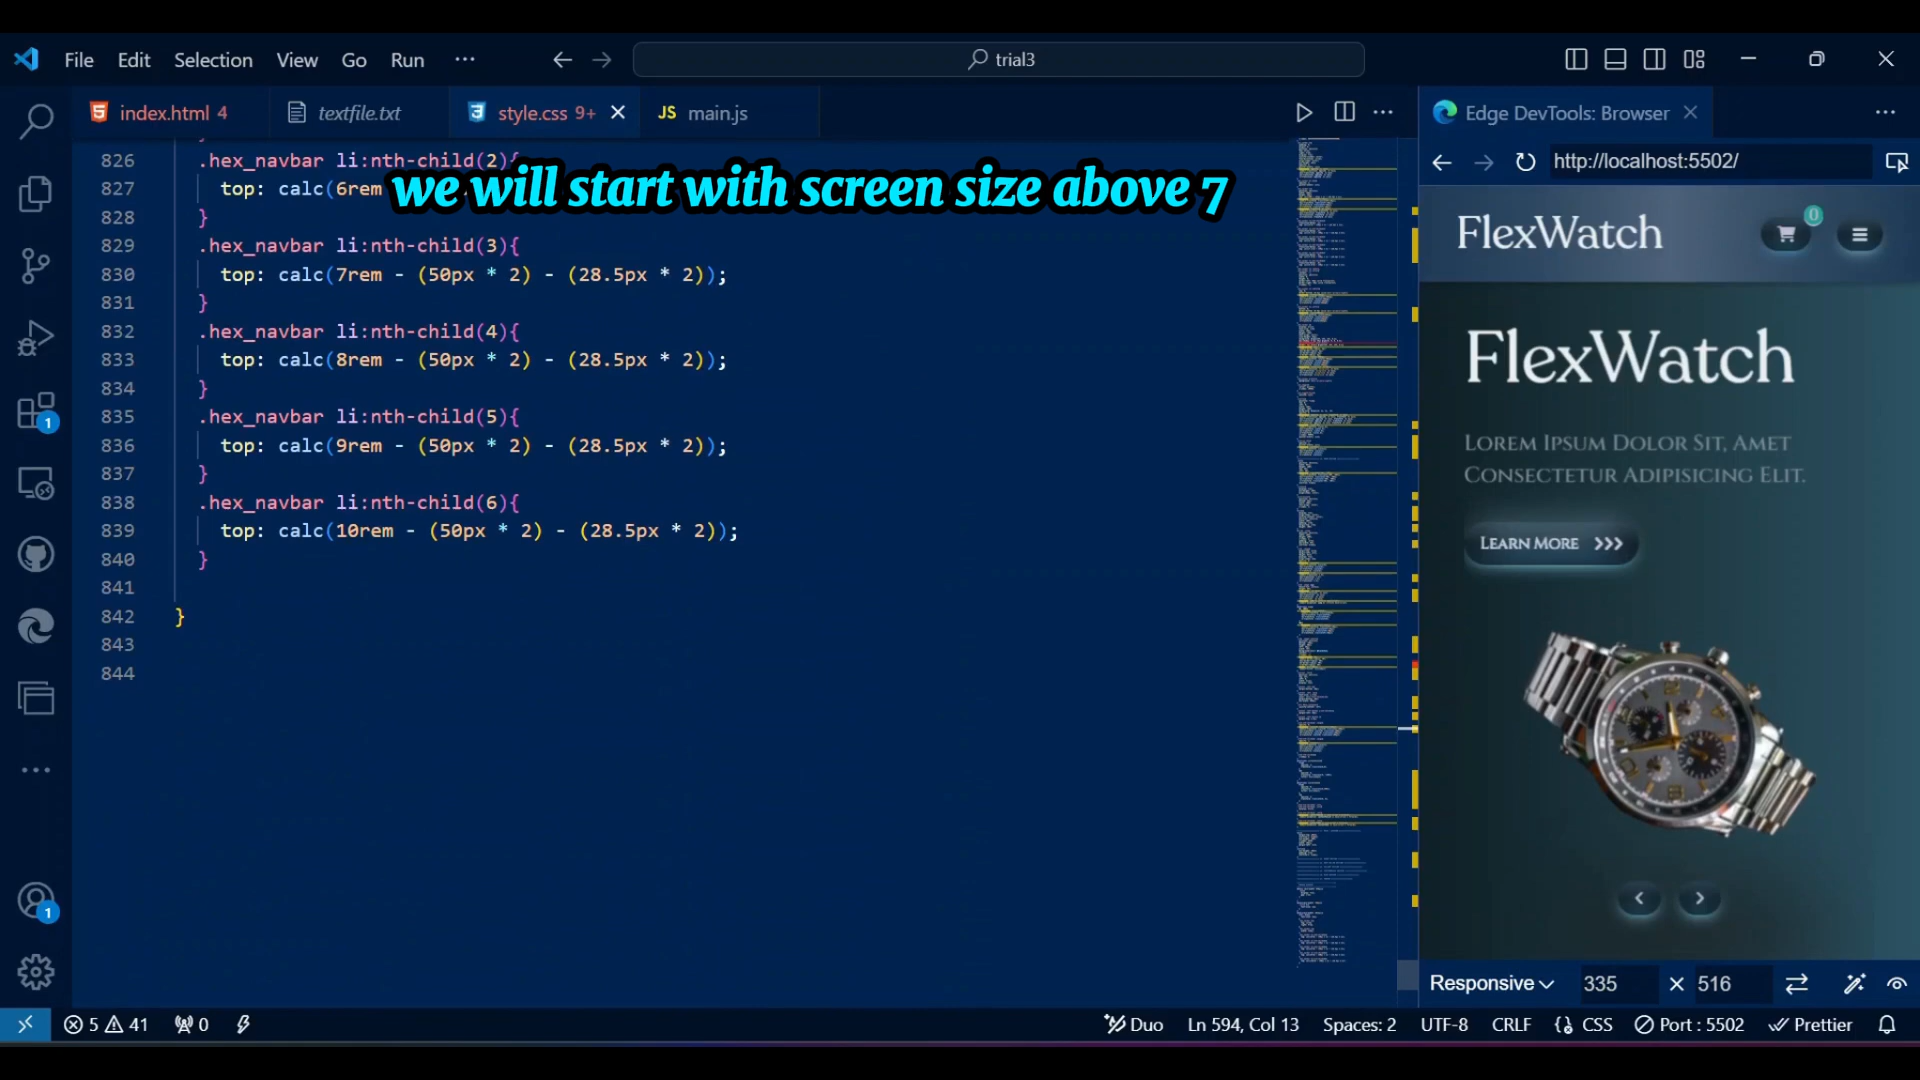 File Edit Selection View Go Run ... trial3
index.html 4 textfile.txt style.css 9+ JS main.js ... Edge DevTools: Browser ...
http://localhost:5502/
826 .hex_navbar li:nth-child(2){
827 top: calc(6rem
we will start with screen size above 7
828 }
829 .hex_navbar li:nth-child(3){
830 top: calc(7rem - (50px * 2) - (28.5px * 2));
831 }
832 .hex_navbar li:nth-child(4){
833 top: calc(8rem - (50px * 2) - (28.5px * 2));
834 }
835 .hex_navbar li:nth-child(5){
836 top: calc(9rem - (50px * 2) - (28.5px * 2));
837 }
838 .hex_navbar li:nth-child(6){
839 top: calc(10rem - (50px * 2) - (28.5px * 2));
840 }
841
842 }
843
844
FlexWatch 0
FlexWatch
Lorem Ipsum Dolor Sit, Amet
Consectetur Adipisicing Elit.
Learn More
1
1
Responsive 335 × 516
5 41 0 Duo Ln 594, Col 13 Spaces: 2 UTF-8 CRLF {} CSS Port : 5502 Prettier